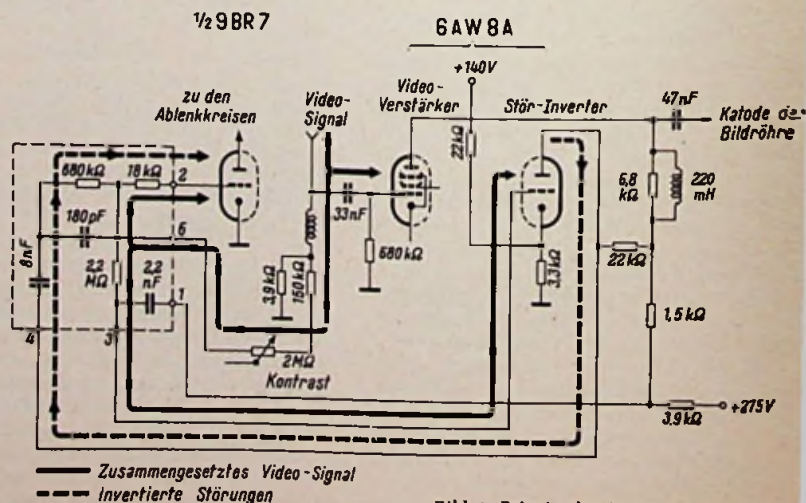 ½ 9BR7
6AW8A
+140V
zu den
Ablenkkreisen
Video-
Signal
Video-
Verstärker
Stör-Inverter
47nF
Katode der
Bildröhre
680kΩ
18kΩ
2
22kΩ
6,8
kΩ
220
mH
180pF
6
33nF
8nF
2,2
MΩ
2,2
nF
1
3,9kΩ
150kΩ
680kΩ
3,3kΩ
22kΩ
1,5kΩ
4
3
2MΩ
Kontrast
3,9kΩ
+275V
Zusammengesetztes Video-Signal
Invertierte Störungen